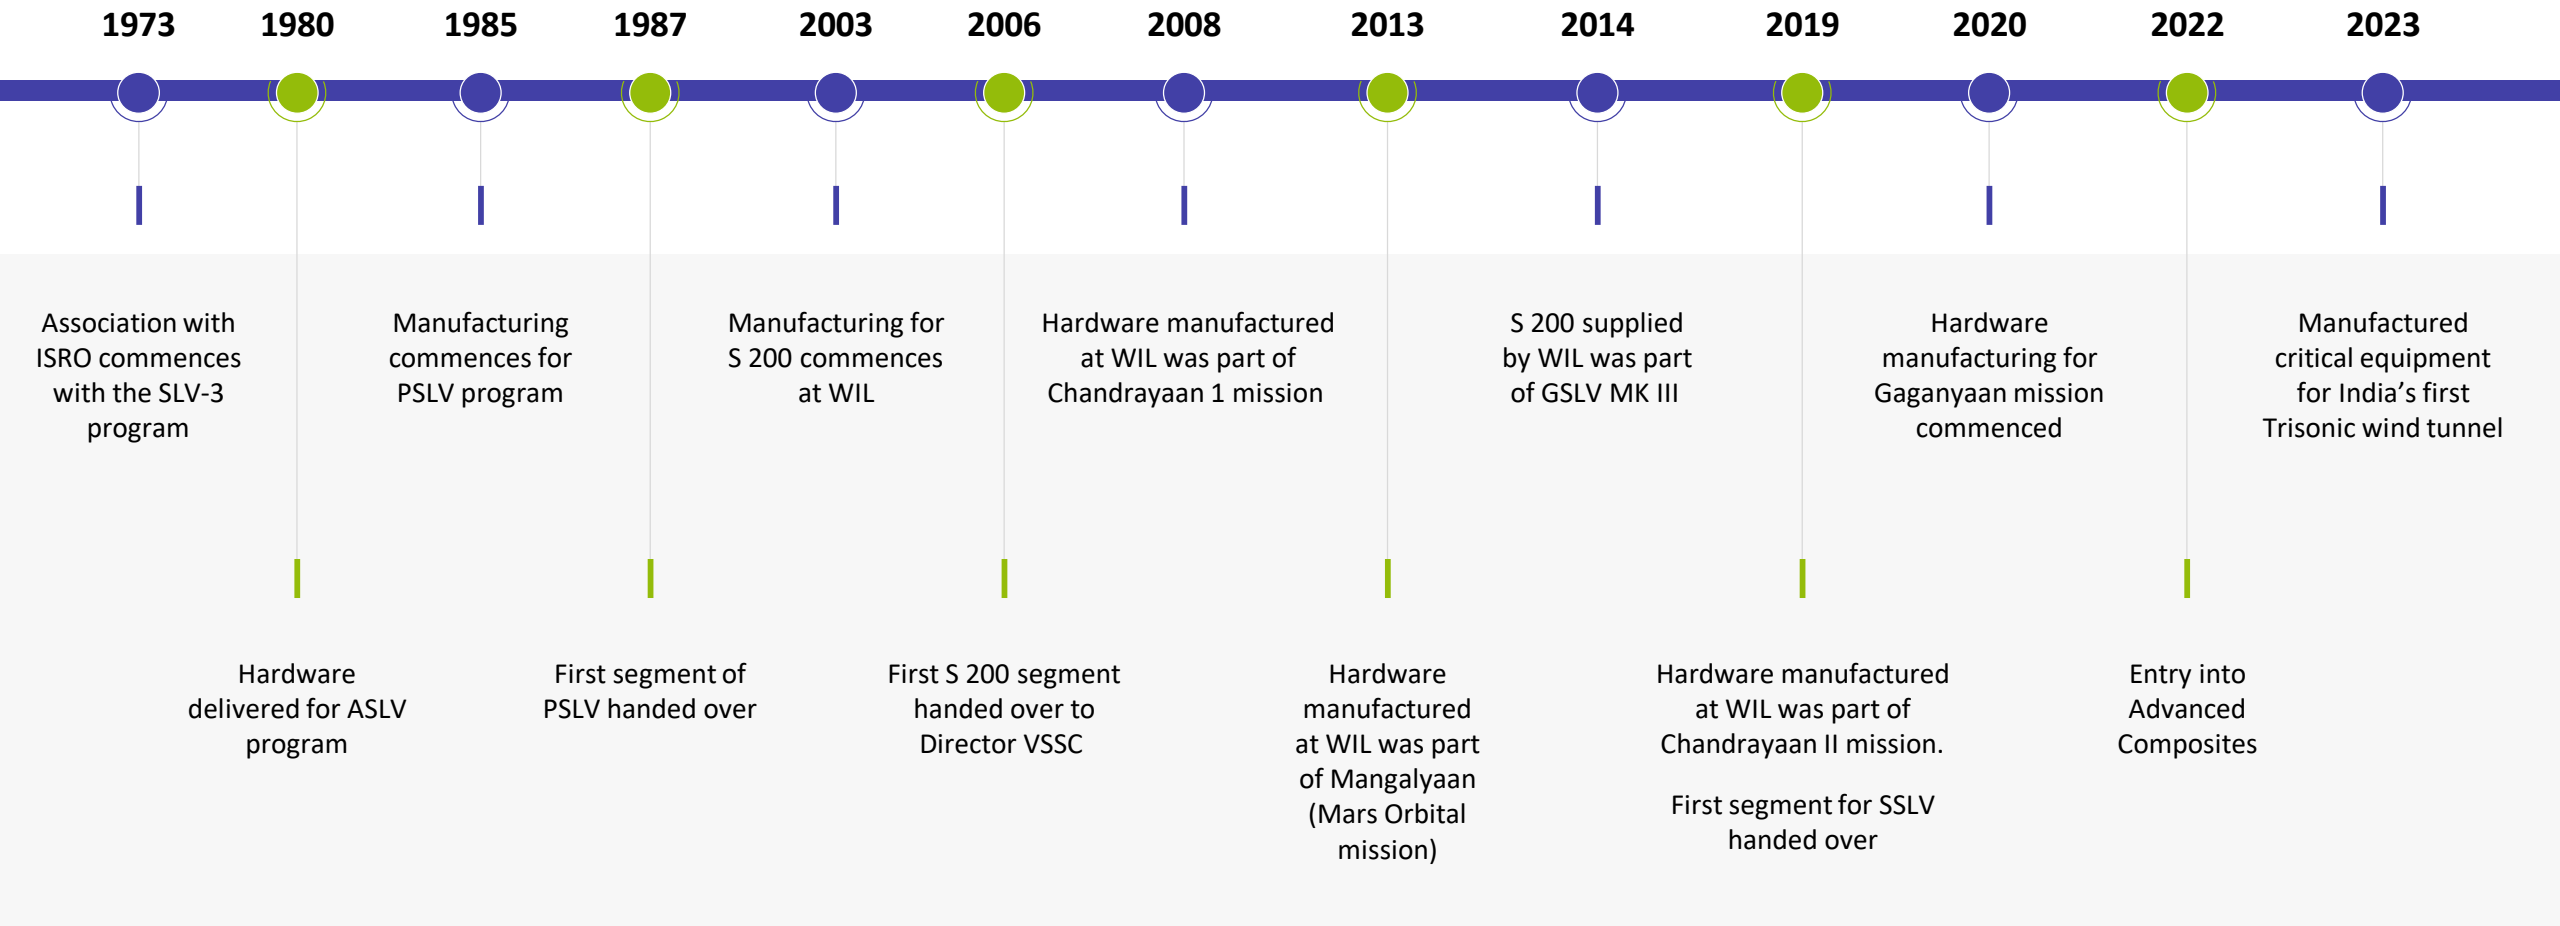 1973
1980
1985
1987
2003
2006
2008
2013
2014
2019
2020
2022
2023
Association with
ISRO commences
with the SLV-3
program
Manufacturing
commences for
PSLV program
Manufacturing for
S 200 commences
at WIL
Hardware manufactured
at WIL was part of
Chandrayaan 1 mission
S 200 supplied
by WIL was part
of GSLV MK III
Hardware
manufacturing for
Gaganyaan mission
commenced
Manufactured
critical equipment
for India’s first
Trisonic wind tunnel
Hardware
delivered for ASLV
program
First segment of
PSLV handed over
First S 200 segment
handed over to
Director VSSC
Hardware
manufactured
at WIL was part
of Mangalyaan
(Mars Orbital
mission)
Hardware manufactured
at WIL was part of
Chandrayaan II mission.
First segment for SSLV
handed over
Entry into
Advanced
Composites